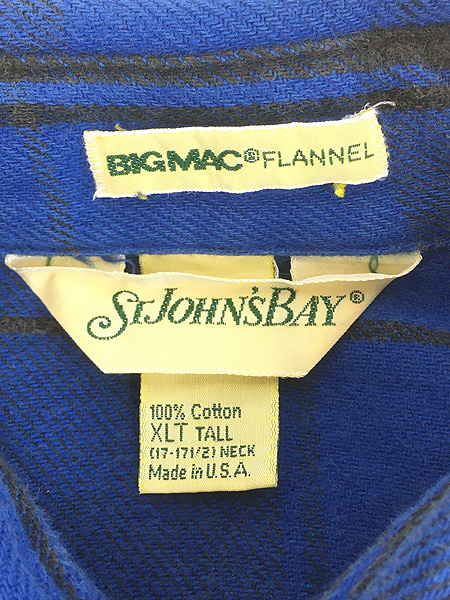 BIG MAC® FLANNEL
ST. JOHN'S BAY®
100% Cotton
XLT TALL
(17-17 1/2) NECK
Made in U.S.A.